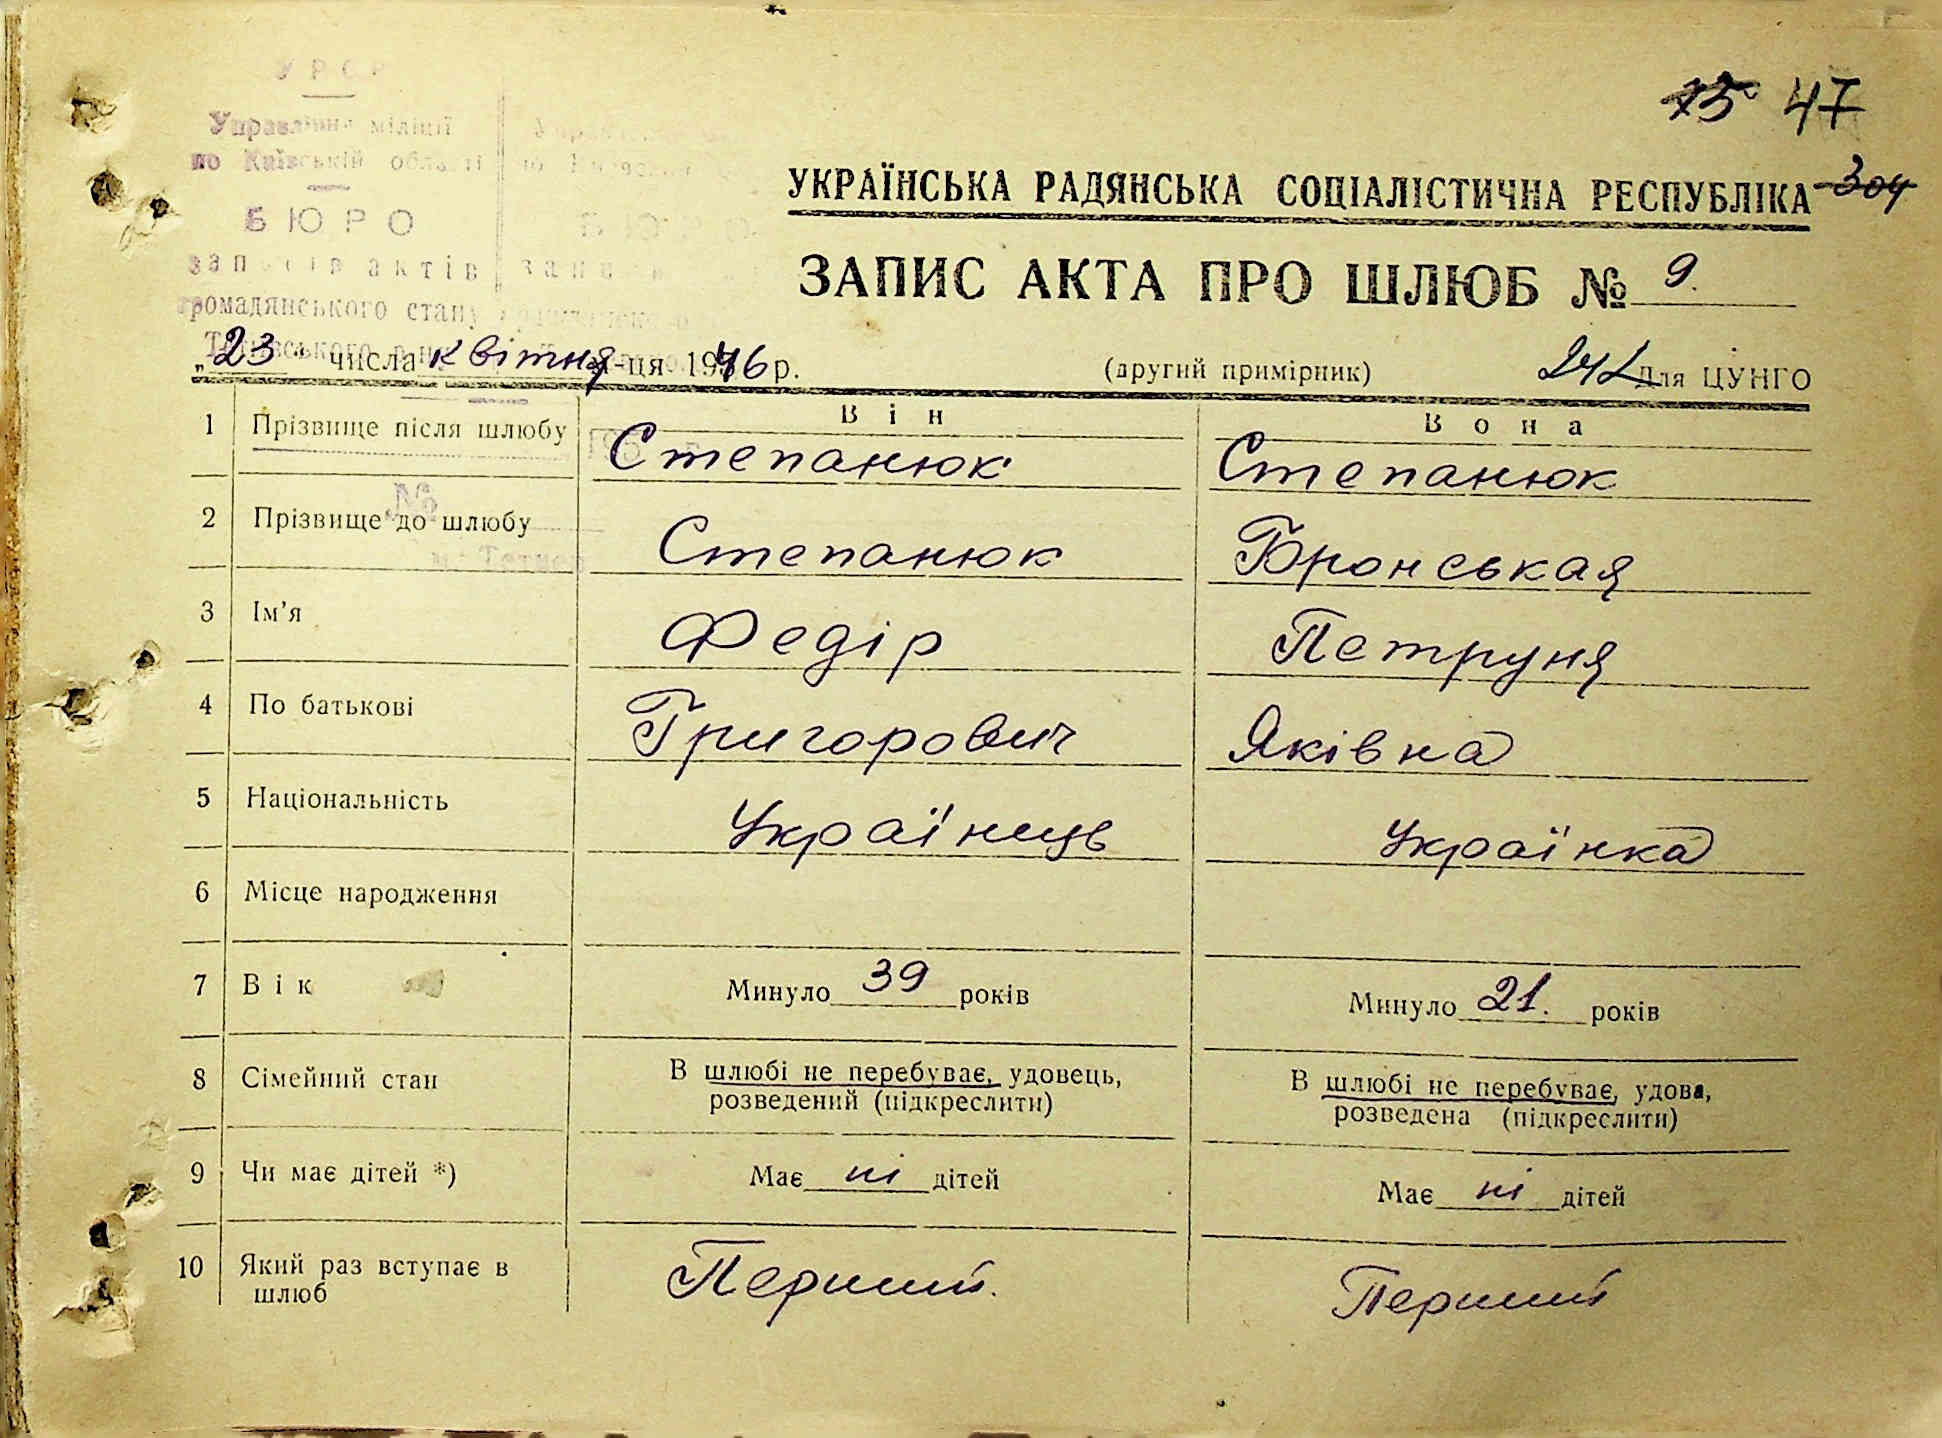 УРСР
Управління міліції
по Київській області
БЮРО
записів актів
громадянського стану
75 47
304
УКРАЇНСЬКА РАДЯНСЬКА СОЦІАЛІСТИЧНА РЕСПУБЛІКА
ЗАПИС АКТА ПРО ШЛЮБ № 9.
„23" числа квітня м-ця 1946 р. (другий примірник) Для ЦУНГО
Він Вона
1 Прізвище після шлюбу Степанюк Степанюк
№
2 Прізвище до шлюбу Степанюк Бронськая
3 Ім'я Федір Петруня
4 По батькові Григорович Яківна
5 Національність Українець Українка
6 Місце народження
7 Вік Минуло 39 років Минуло 21. років
8 Сімейний стан В шлюбі не перебуває, удовець, В шлюбі не перебуває, удова,
розведений (підкреслити) розведена (підкреслити)
9 Чи має дітей *) Має ні дітей Має ні дітей
10 Який раз вступає в Перший. Перший
шлюб